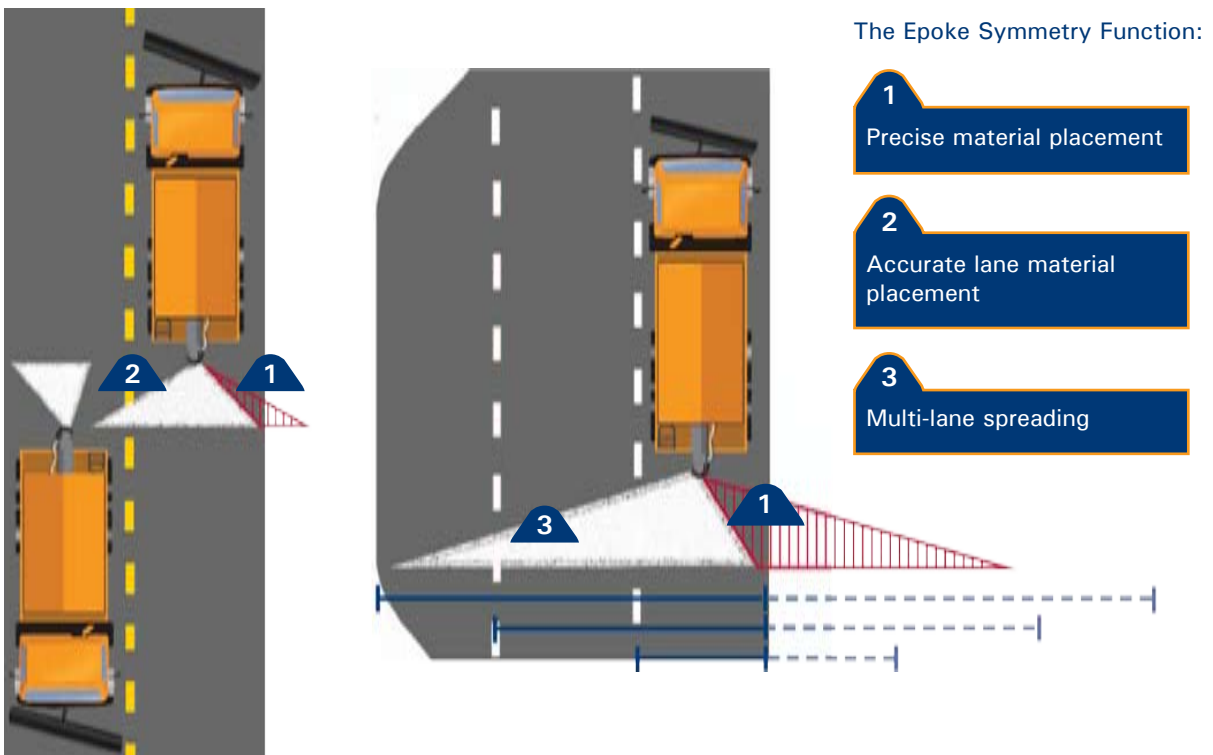 The Epoke Symmetry Function:
1
Precise material placement
2
Accurate lane material
placement
3
Multi-lane spreading
2
1
3
1